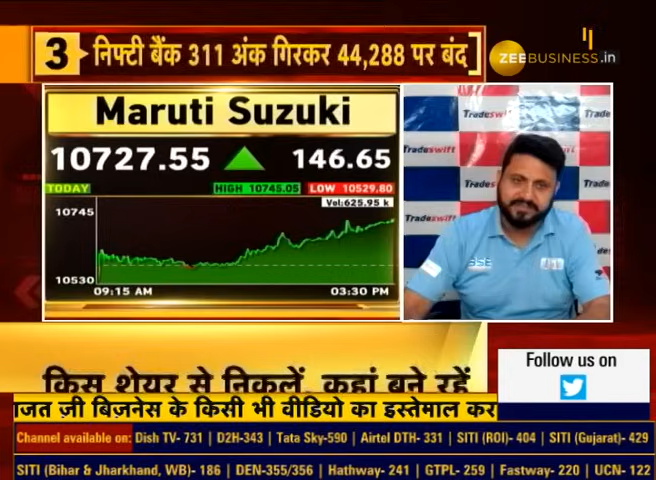 3 निफ्टी बैंक 311 अंक गिरकर 44,288 पर बंद
ZEEBUSINESS.in
Maruti Suzuki
10727.55 146.65
TODAY HIGH 10745.05 LOW 10529.80
Vol:625.95 k
10745
10530
09:15 AM 03:30 PM
Tradeswift
Tradeswift
Tradeswift
Tradeswift
BSE
किस शेयर से निकलें, कहां बने रहें
Follow us on
जत ज़ी बिज़नेस के किसी भी वीडियो का इस्तेमाल कर
Channel available on: Dish TV- 731 | D2H-343 | Tata Sky-590 | Airtel DTH- 331 | SITI (ROI)- 404 | SITI (Gujarat)- 429
SITI (Bihar & Jharkhand, WB)- 186 | DEN-355/356 | Hathway- 241 | GTPL- 259 | Fastway- 220 | UCN- 122